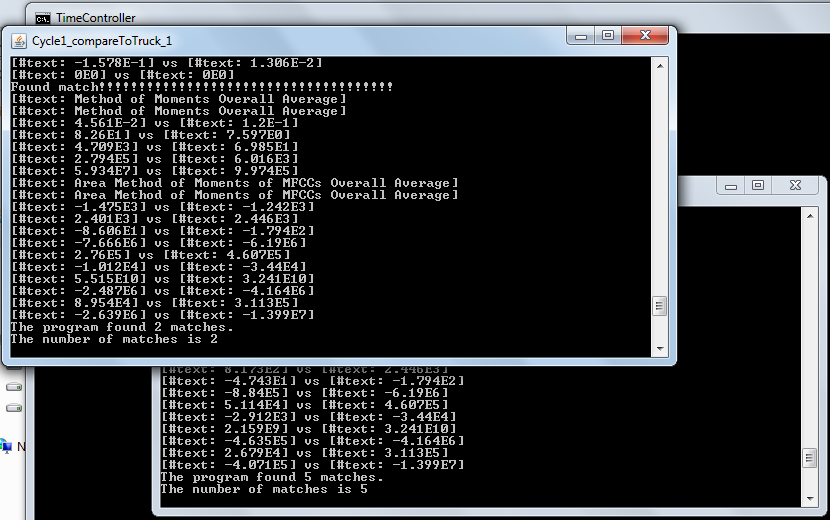 TimeController
Cycle1_compareToTruck_1
[#text: -1.578E-1] vs [#text: 1.306E-2]
[#text: 0E0] vs [#text: 0E0]
Found match!!!!!!!!!!!!!!!!!!!!!!!!!!!!!!!!!!!!!
[#text: Method of Moments Overall Average]
[#text: Method of Moments Overall Average]
[#text: 4.561E-2] vs [#text: 1.2E-1]
[#text: 8.26E1] vs [#text: 7.597E0]
[#text: 4.709E3] vs [#text: 6.985E1]
[#text: 2.794E5] vs [#text: 6.016E3]
[#text: 5.934E7] vs [#text: 9.974E5]
[#text: Area Method of Moments of MFCCs Overall Average]
[#text: Area Method of Moments of MFCCs Overall Average]
[#text: -1.475E3] vs [#text: -1.242E3]
[#text: 2.401E3] vs [#text: 2.446E3]
[#text: -8.606E1] vs [#text: -1.794E2]
[#text: -7.666E6] vs [#text: -6.19E6]
[#text: 2.76E5] vs [#text: 4.607E5]
[#text: -1.012E4] vs [#text: -3.44E4]
[#text: 5.515E10] vs [#text: 3.241E10]
[#text: -2.487E6] vs [#text: -4.164E6]
[#text: 8.954E4] vs [#text: 3.113E5]
[#text: -2.639E6] vs [#text: -1.399E7]
The program found 2 matches.
The number of matches is 2
[#text: 8.173E2] vs [#text: 2.446E3]
[#text: -4.743E1] vs [#text: -1.794E2]
[#text: -8.84E5] vs [#text: -6.19E6]
[#text: 5.114E4] vs [#text: 4.607E5]
[#text: -2.912E3] vs [#text: -3.44E4]
[#text: 2.159E9] vs [#text: 3.241E10]
[#text: -4.635E5] vs [#text: -4.164E6]
[#text: 2.679E4] vs [#text: 3.113E5]
[#text: -4.071E5] vs [#text: -1.399E7]
The program found 5 matches.
The number of matches is 5
N